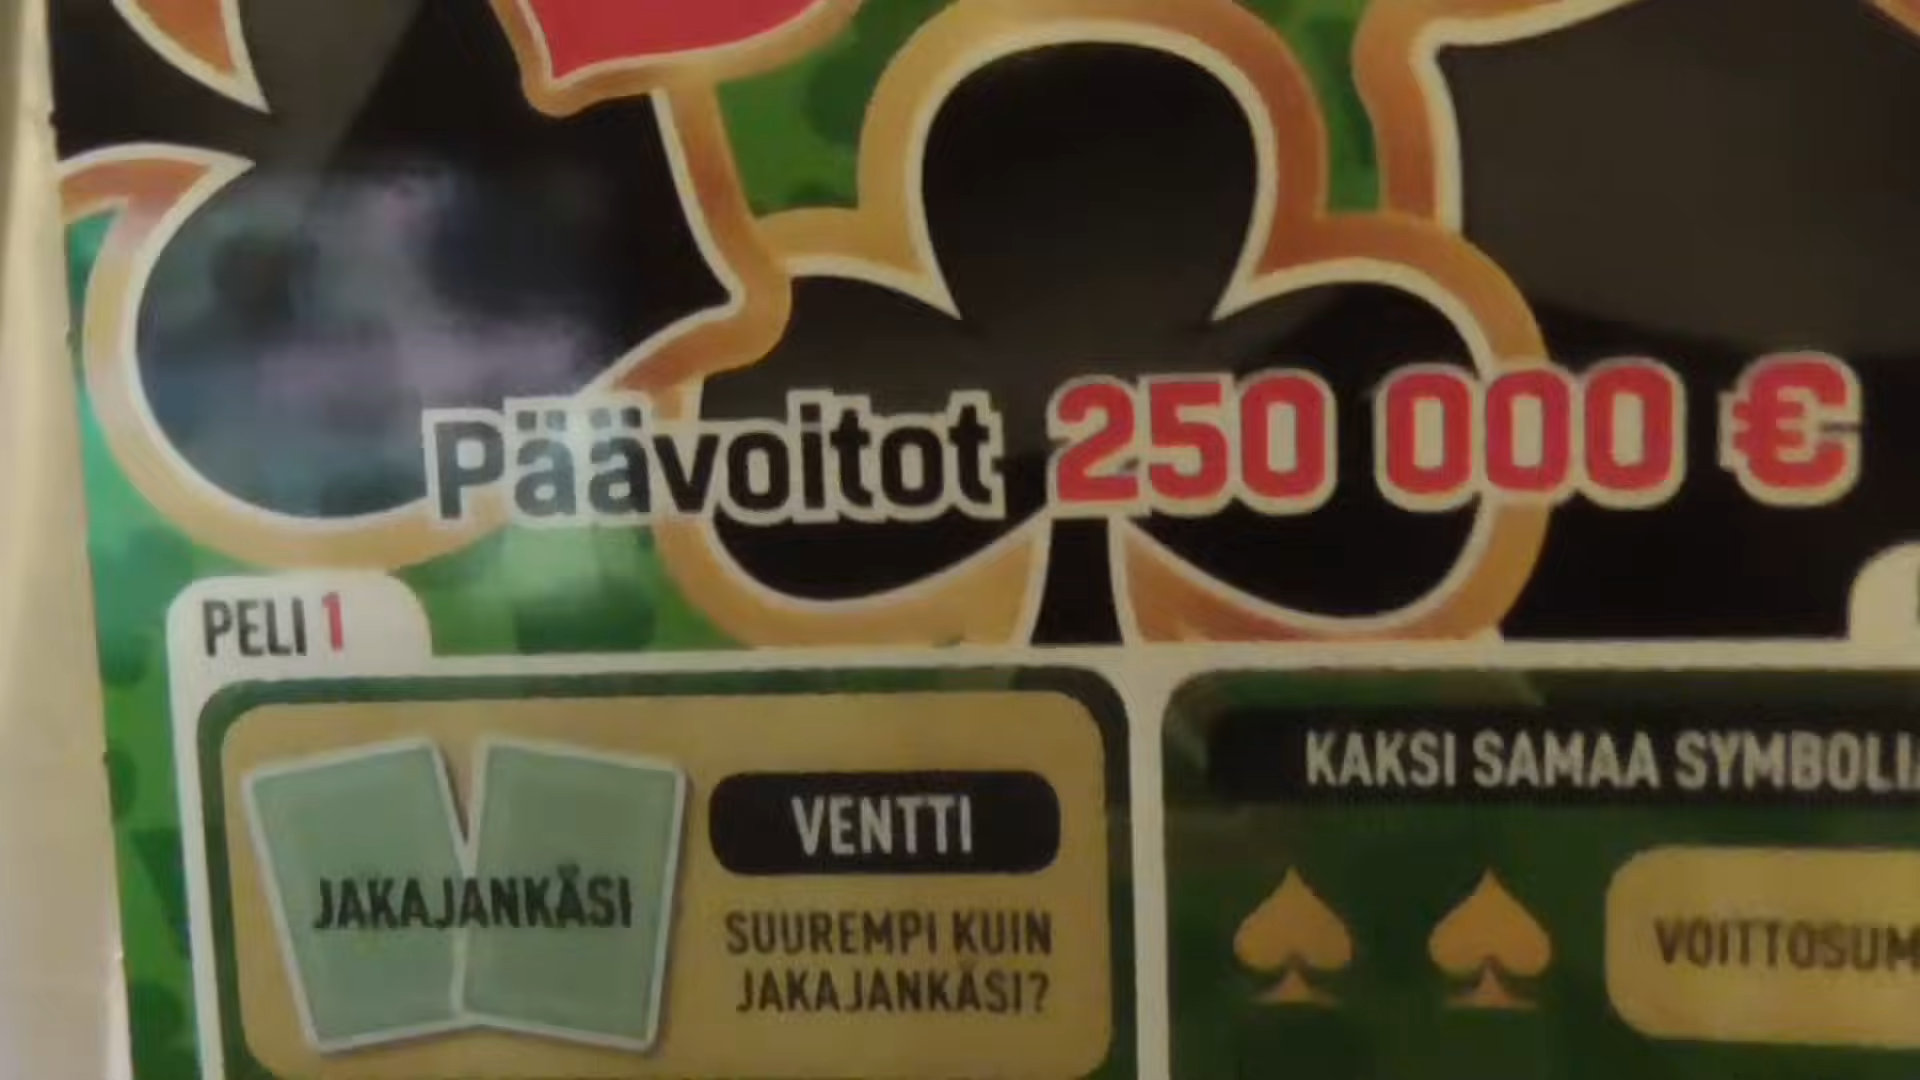 Päävoitot 250 000 €
PELI 1
JAKAJANKÄSI
VENTTI
SUUREMPI KUIN
JAKAJANKÄSI?
KAKSI SAMAA SYMBOLIA